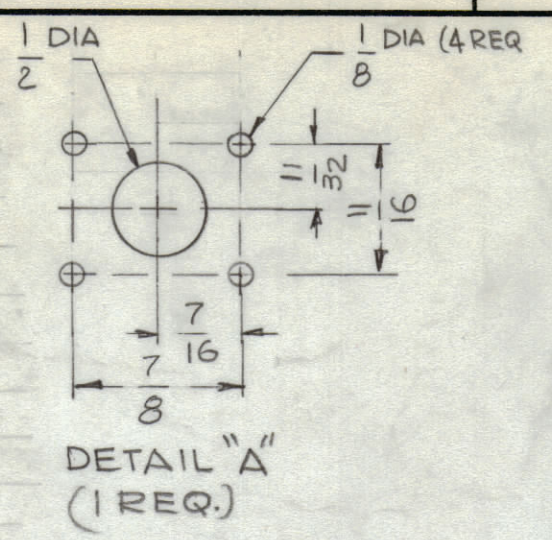 1/2 DIA
1/8 DIA (4 REQ
11/32
11/16
7/16
7/8
DETAIL "A"
(1 REQ.)